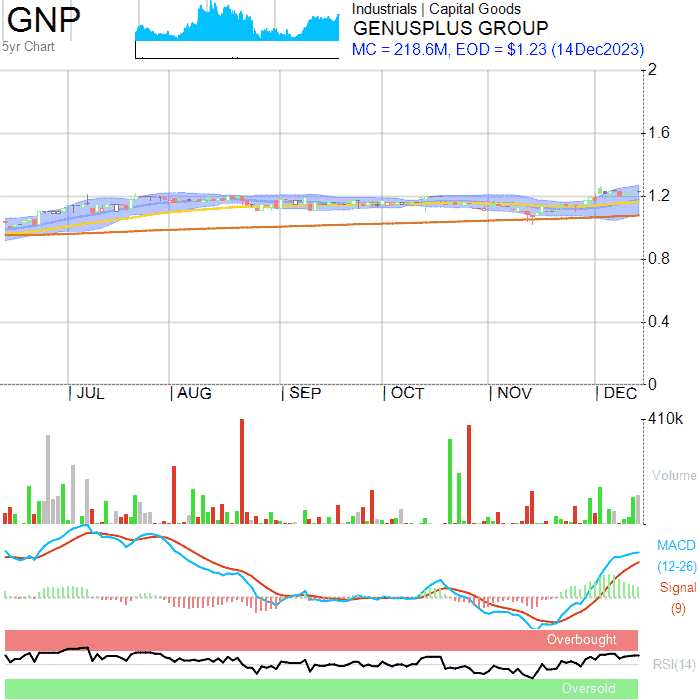 GNP
5yr Chart
Industrials | Capital Goods
GENUSPLUS GROUP
MC = 218.6M, EOD = $1.23 (14Dec2023)
2
1.6
1.2
0.8
0.4
0
| JUL | AUG | SEP | OCT | NOV | DEC
410k
Volume
MACD
(12-26)
Signal
(9)
Overbought
RSI(14)
Oversold